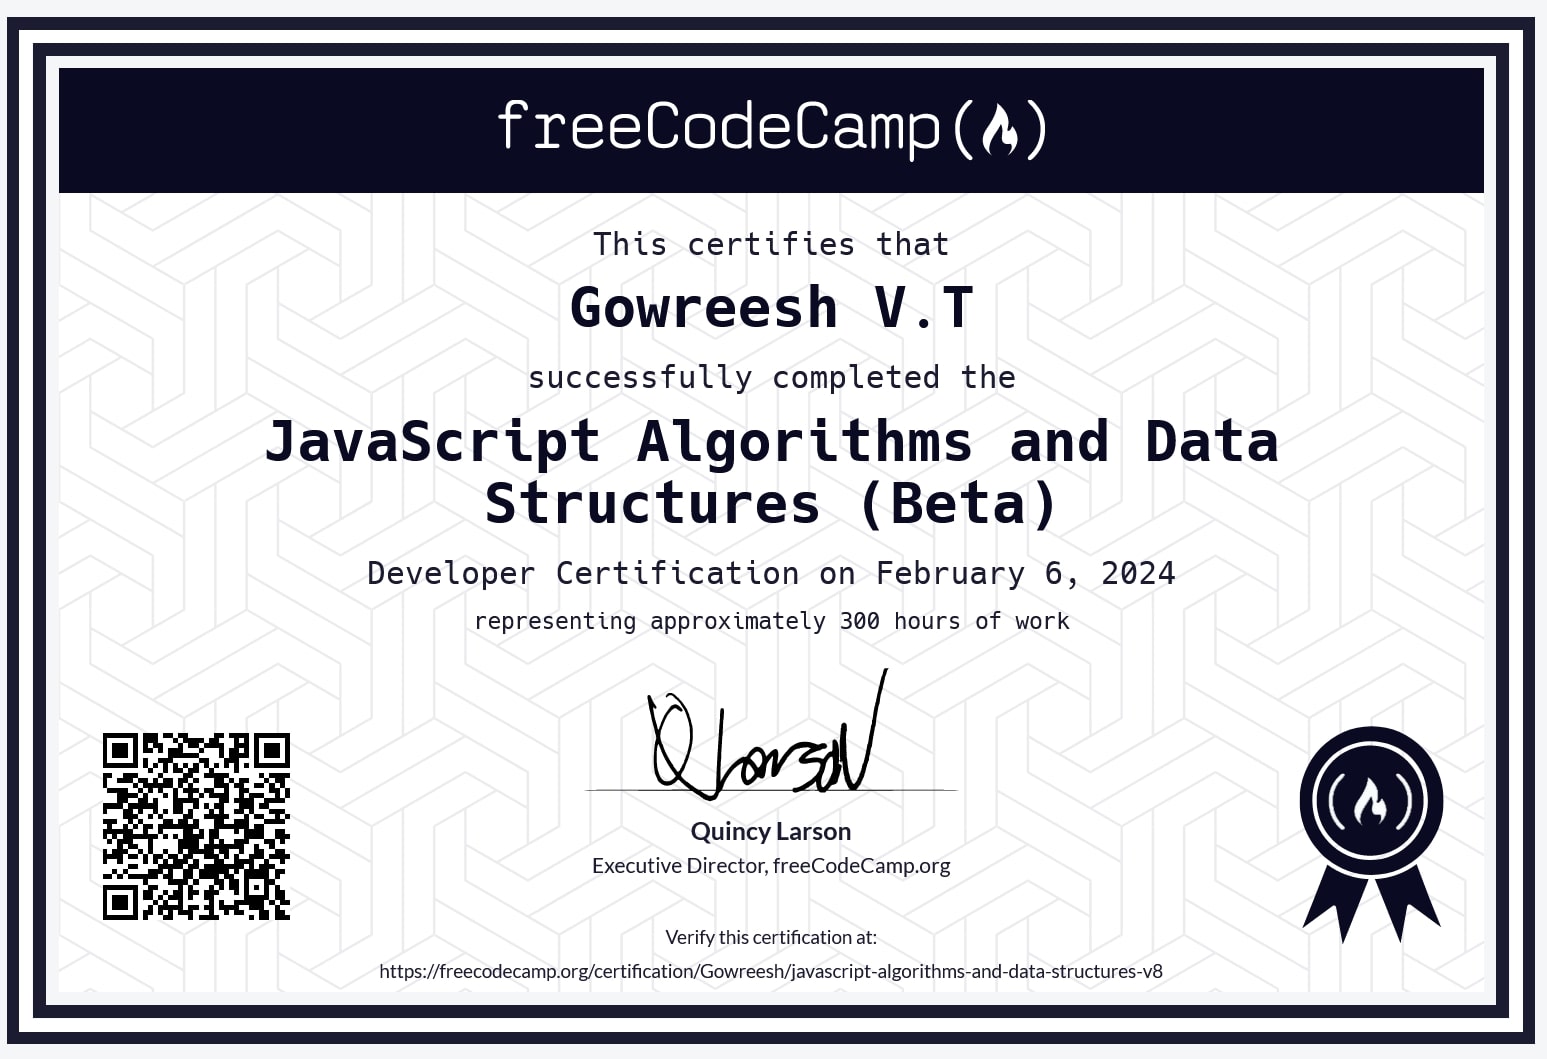 freeCodeCamp
This certifies that
Gowreesh V.T
successfully completed the
JavaScript Algorithms and Data
Structures (Beta)
Developer Certification on February 6, 2024
representing approximately 300 hours of work
QLarson
Quincy Larson
Executive Director, freeCodeCamp.org
Verify this certification at:
https://freecodecamp.org/certification/Gowreesh/javascript-algorithms-and-data-structures-v8